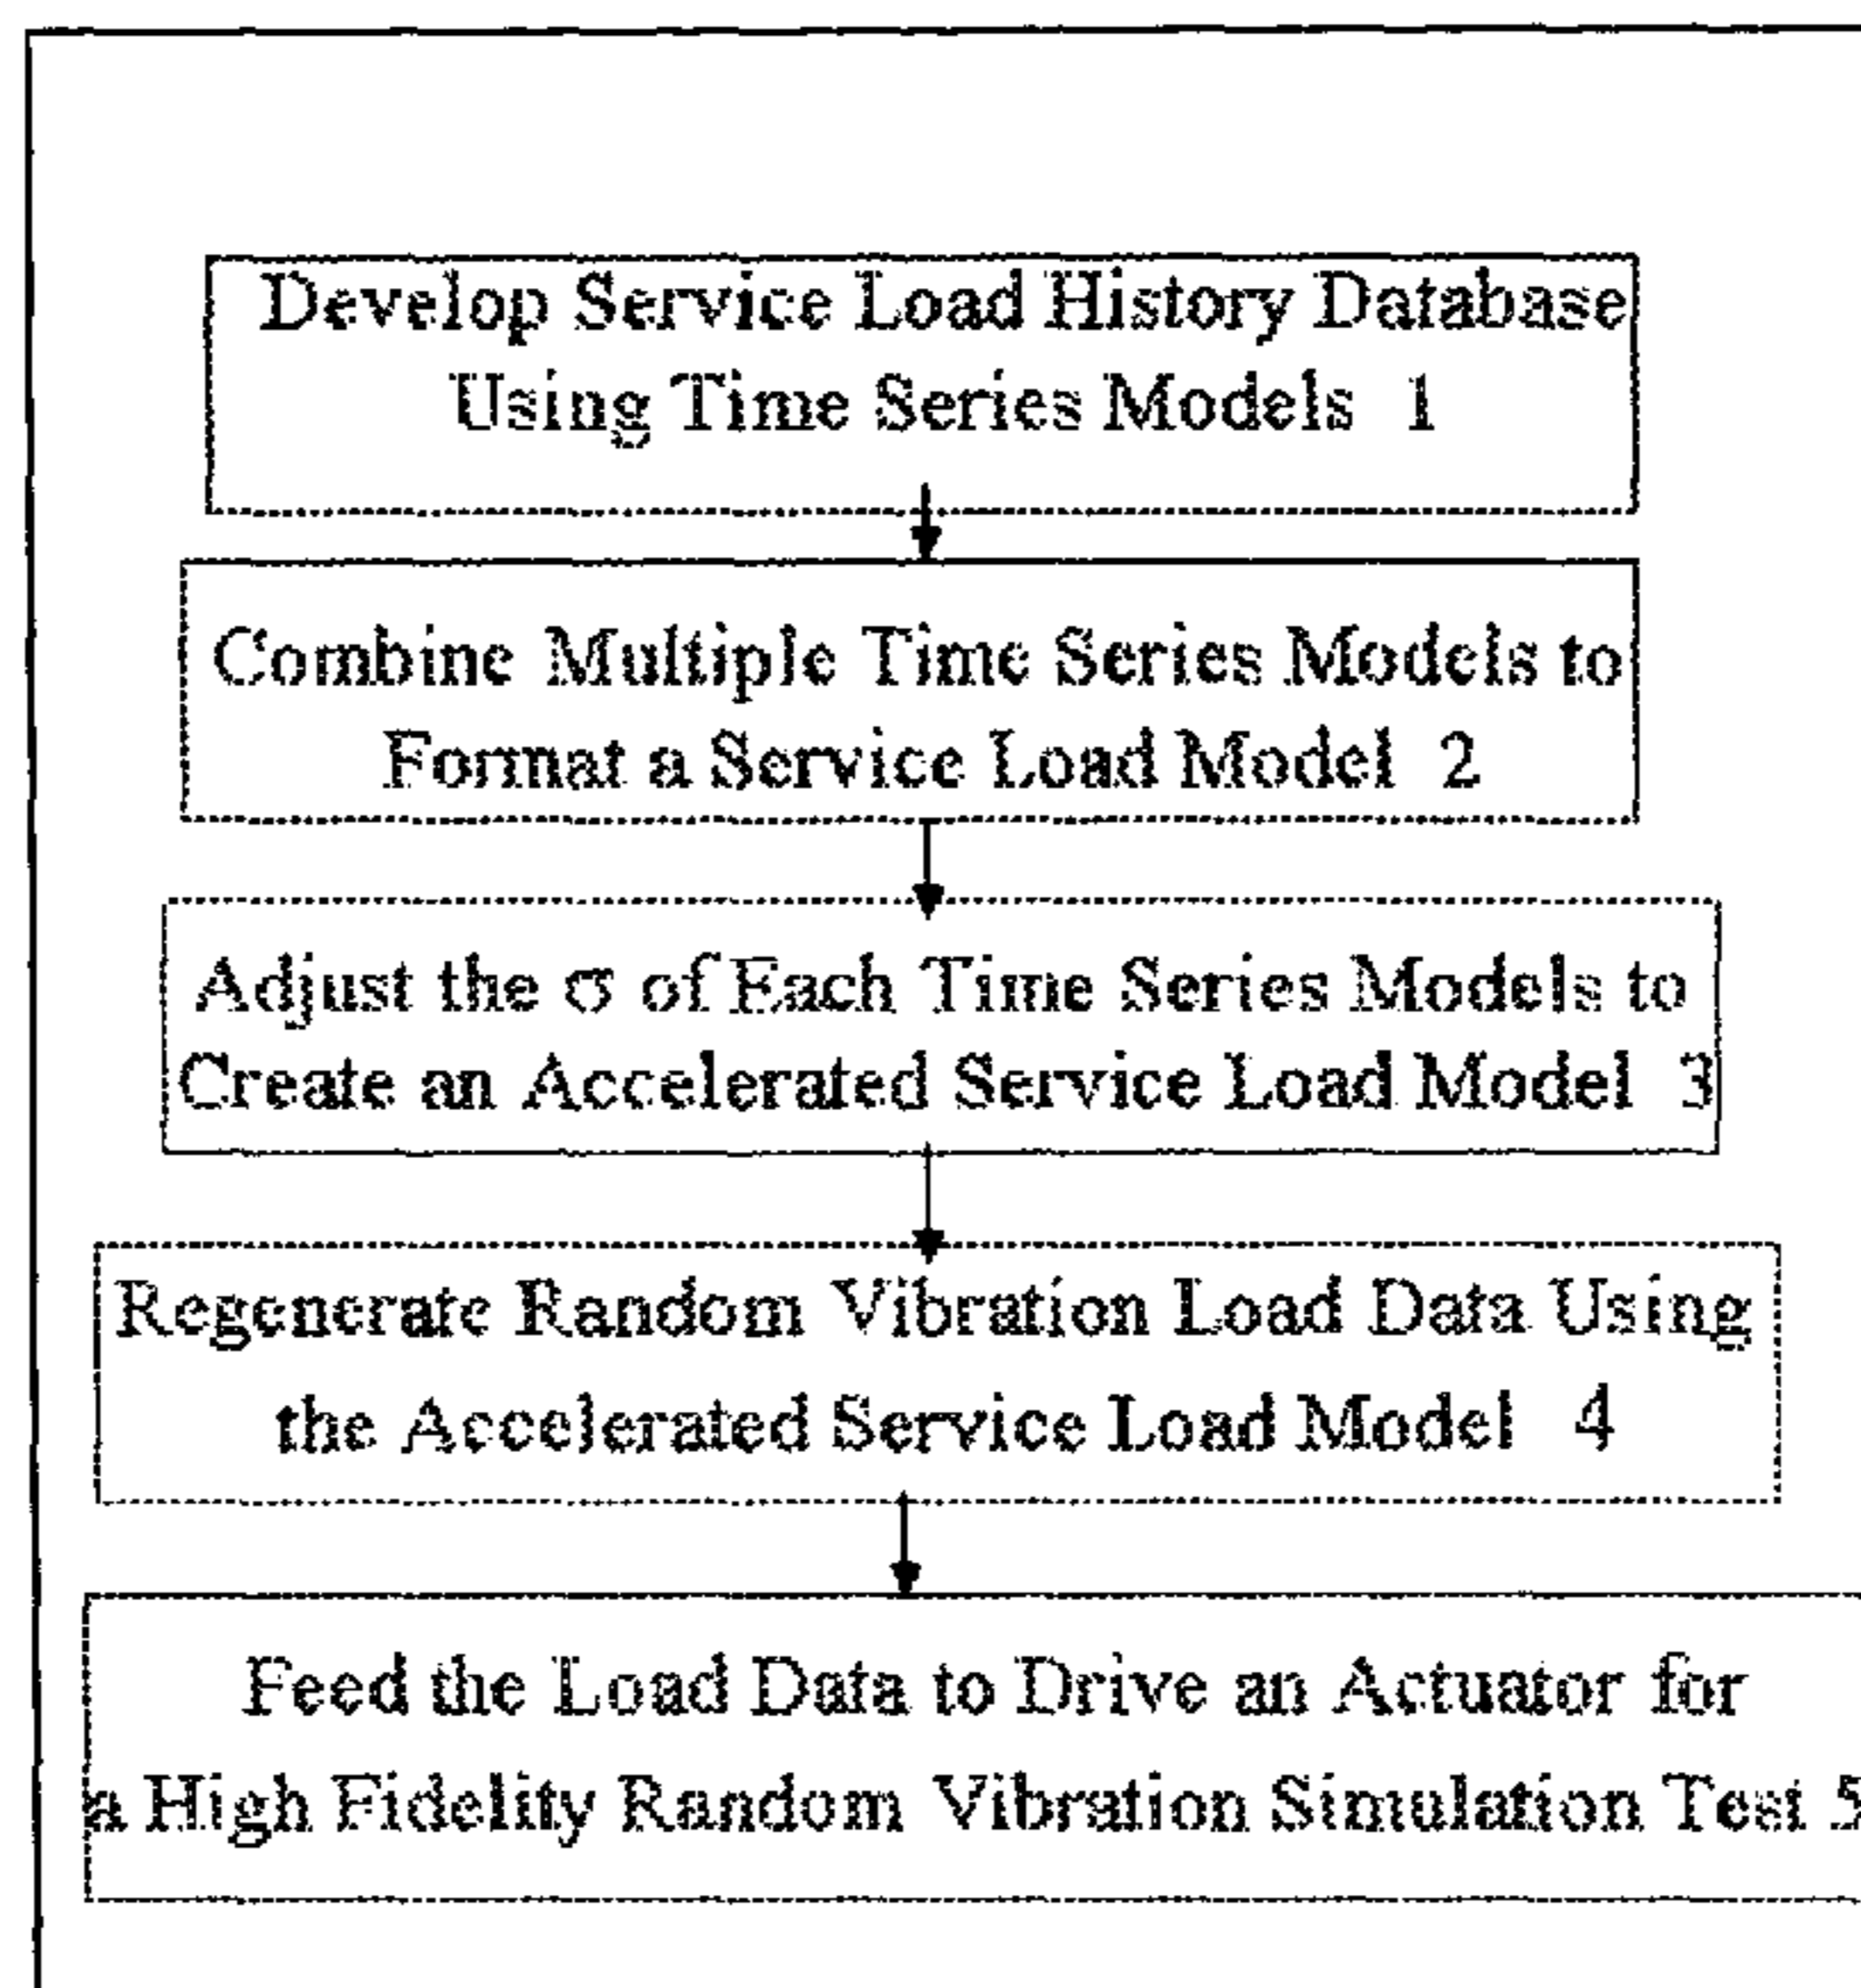 Develop Service Load History Database
Using Time Series Models 1
Combine Multiple Time Series Models to
Format a Service Load Model 2
Adjust the σ of Each Time Series Models to
Create an Accelerated Service Load Model 3
Regenerate Random Vibration Load Data Using
the Accelerated Service Load Model 4
Feed the Load Data to Drive an Actuator for
a High Fidelity Random Vibration Simulation Test 5